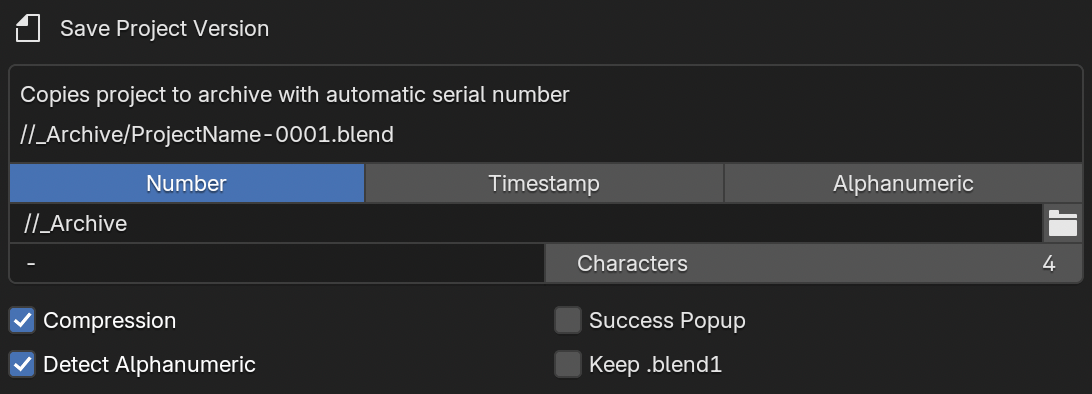 Save Project Version
Copies project to archive with automatic serial number
//_Archive/ProjectName-0001.blend
Number Timestamp Alphanumeric
//_Archive
- Characters 4
Compression Success Popup
Detect Alphanumeric Keep .blend1